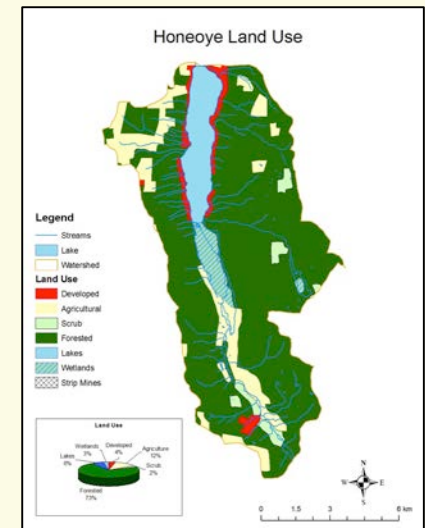 Honeoye Land Use
Legend
Streams
Lake
Watershed
Land Use
Developed
Agricultural
Scrub
Forested
Lakes
Wetlands
Strip Mines
Land Use
Wetlands
3%
Developed
4%
Agriculture
12%
Lakes
6%
Scrub
2%
Forested
73%
N
W
E
S
0
1.5
3
6 km